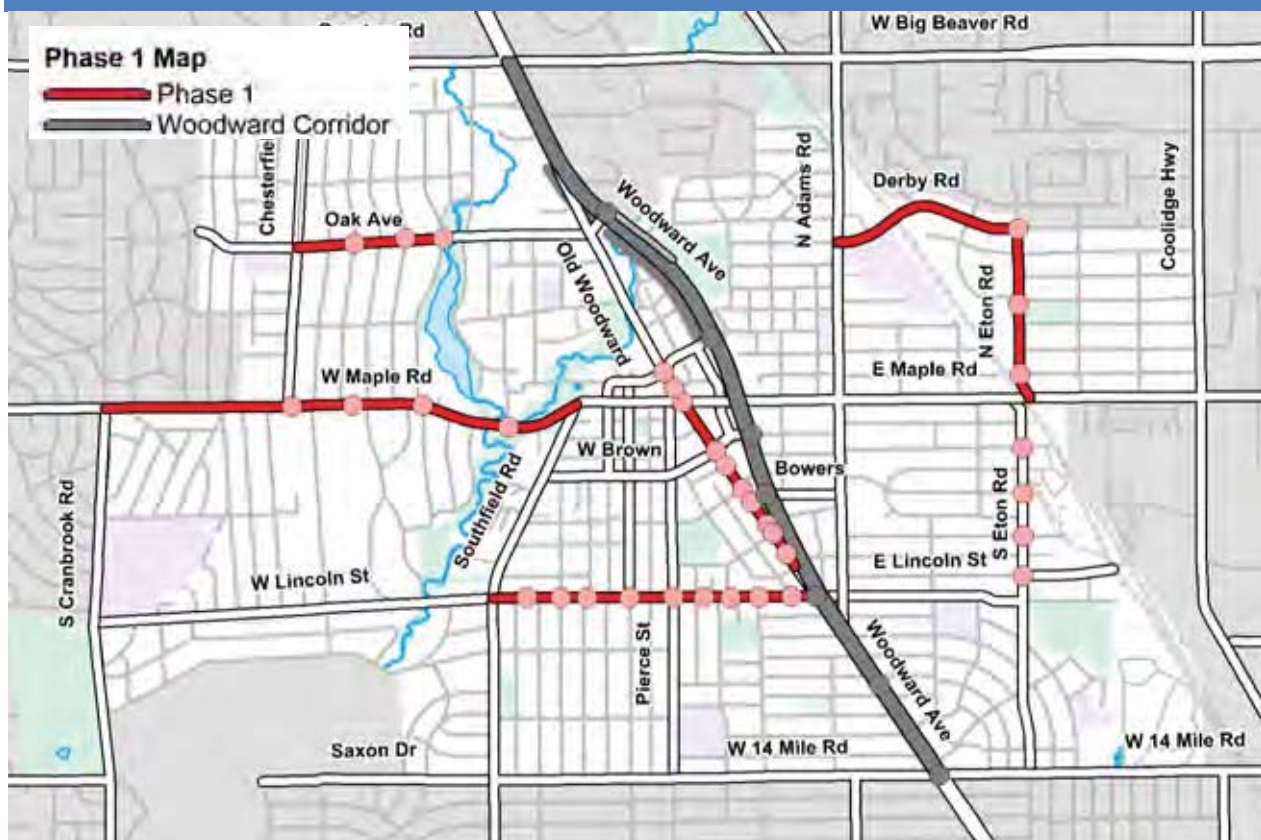 W Big Beaver Rd
Rd
Phase 1 Map
Phase 1
Woodward Corridor
Chesterfie
Oak Ave
Woodward Ave
N Adams Rd
Derby Rd
Coolidge Hwy
Old Woodward
N Eton Rd
W Maple Rd
E Maple Rd
W Brown
Bowers
S Cranbrook Rd
Southfield Rd
S Eton Rd
W Lincoln St
E Lincoln St
Pierce St
Woodward Ave
Saxon Dr
W 14 Mile Rd
W 14 Mile Rd